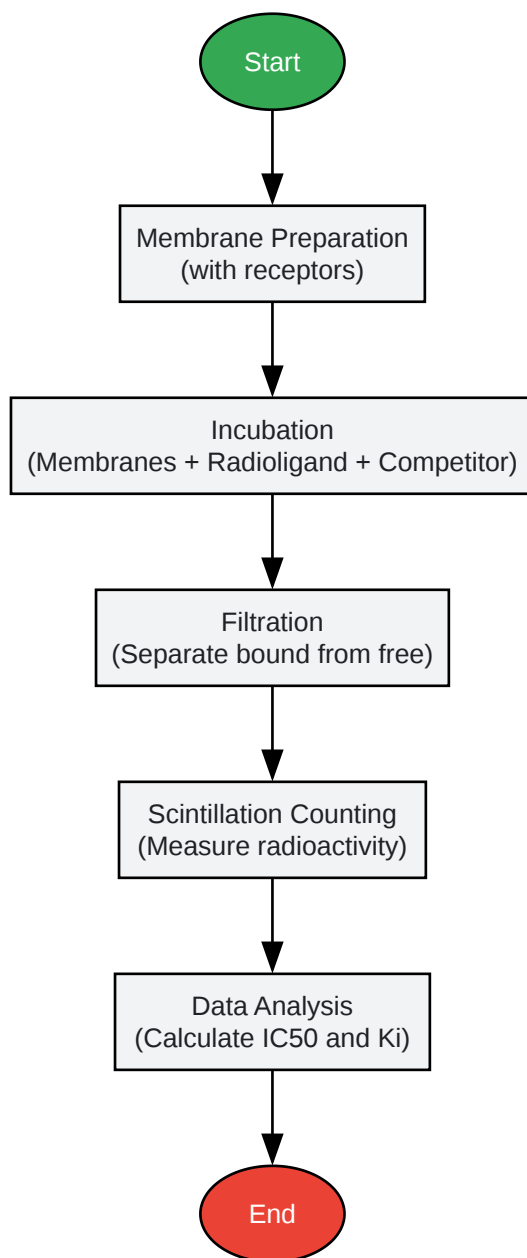 Start
Membrane Preparation
(with receptors)
Incubation
(Membranes + Radioligand + Competitor)
Filtration
(Separate bound from free)
Scintillation Counting
(Measure radioactivity)
Data Analysis
(Calculate IC50 and Ki)
End